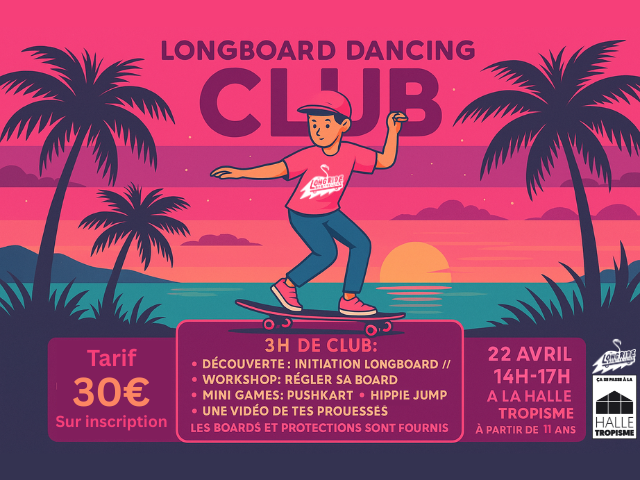 LONGBOARD DANCING
CLUB
LONGRIDE
Tarif
30€
Sur inscription
3H DE CLUB:
• DÉCOUVERTE : INITIATION LONGBOARD //
• WORKSHOP: RÉGLER SA BOARD
• MINI GAMES: PUSHKART • HIPPIE JUMP
• UNE VIDÉO DE TES PROUESSES
LES BOARDS ET PROTECTIONS SONT FOURNIS
22 AVRIL
14H-17H
A LA HALLE
TROPISME
À PARTIR DE 11 ANS
LONGRIDE
ÇA SE PASSE À LA
HALLE
TROPISME